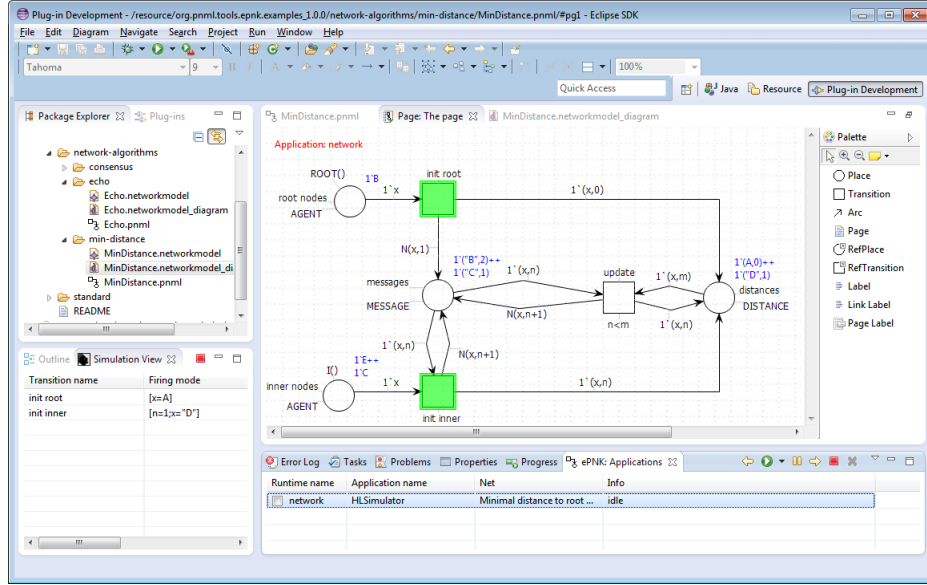 Plug-in Development - /resource/org.pnml.tools.epnk.examples_1.0.0/network-algorithms/min-distance/MinDistance.pnml/#pg1 - Eclipse SDK
File Edit Diagram Navigate Search Project Run Window Help
Tahoma 9 B I A 100%
Quick Access Java Resource Plug-in Development
Package Explorer Plug-ins
network-algorithms
consensus
echo
Echo.networkmodel
Echo.networkmodel_diagram
Echo.pnml
min-distance
MinDistance.networkmodel
MinDistance.networkmodel_di
MinDistance.pnml
standard
README
Outline Simulation View
Transition name Firing mode
init root [x=A]
init inner [n=1;x="D"]
MinDistance.pnml Page: The page MinDistance.networkmodel_diagram
Application: network
ROOT() 1`B init root
root nodes 1`x 1`(x,0)
AGENT
N(x,1)
1`("B",2)++
1`("C",1)
1`(x,n) update 1`(x,m)
1`(A,0)++
1`("D",1)
messages distances
MESSAGE N(x,n+1) n<m 1`(x,n) DISTANCE
1`(x,n) N(x,n+1)
I() 1`E++
1`C
inner nodes 1`x 1`(x,n)
AGENT
init inner
Palette
Place
Transition
Arc
Page
RefPlace
RefTransition
Label
Link Label
Page Label
Error Log Tasks Problems Properties Progress ePNK: Applications
Runtime name Application name Net Info
network HLSimulator Minimal distance to root ... idle